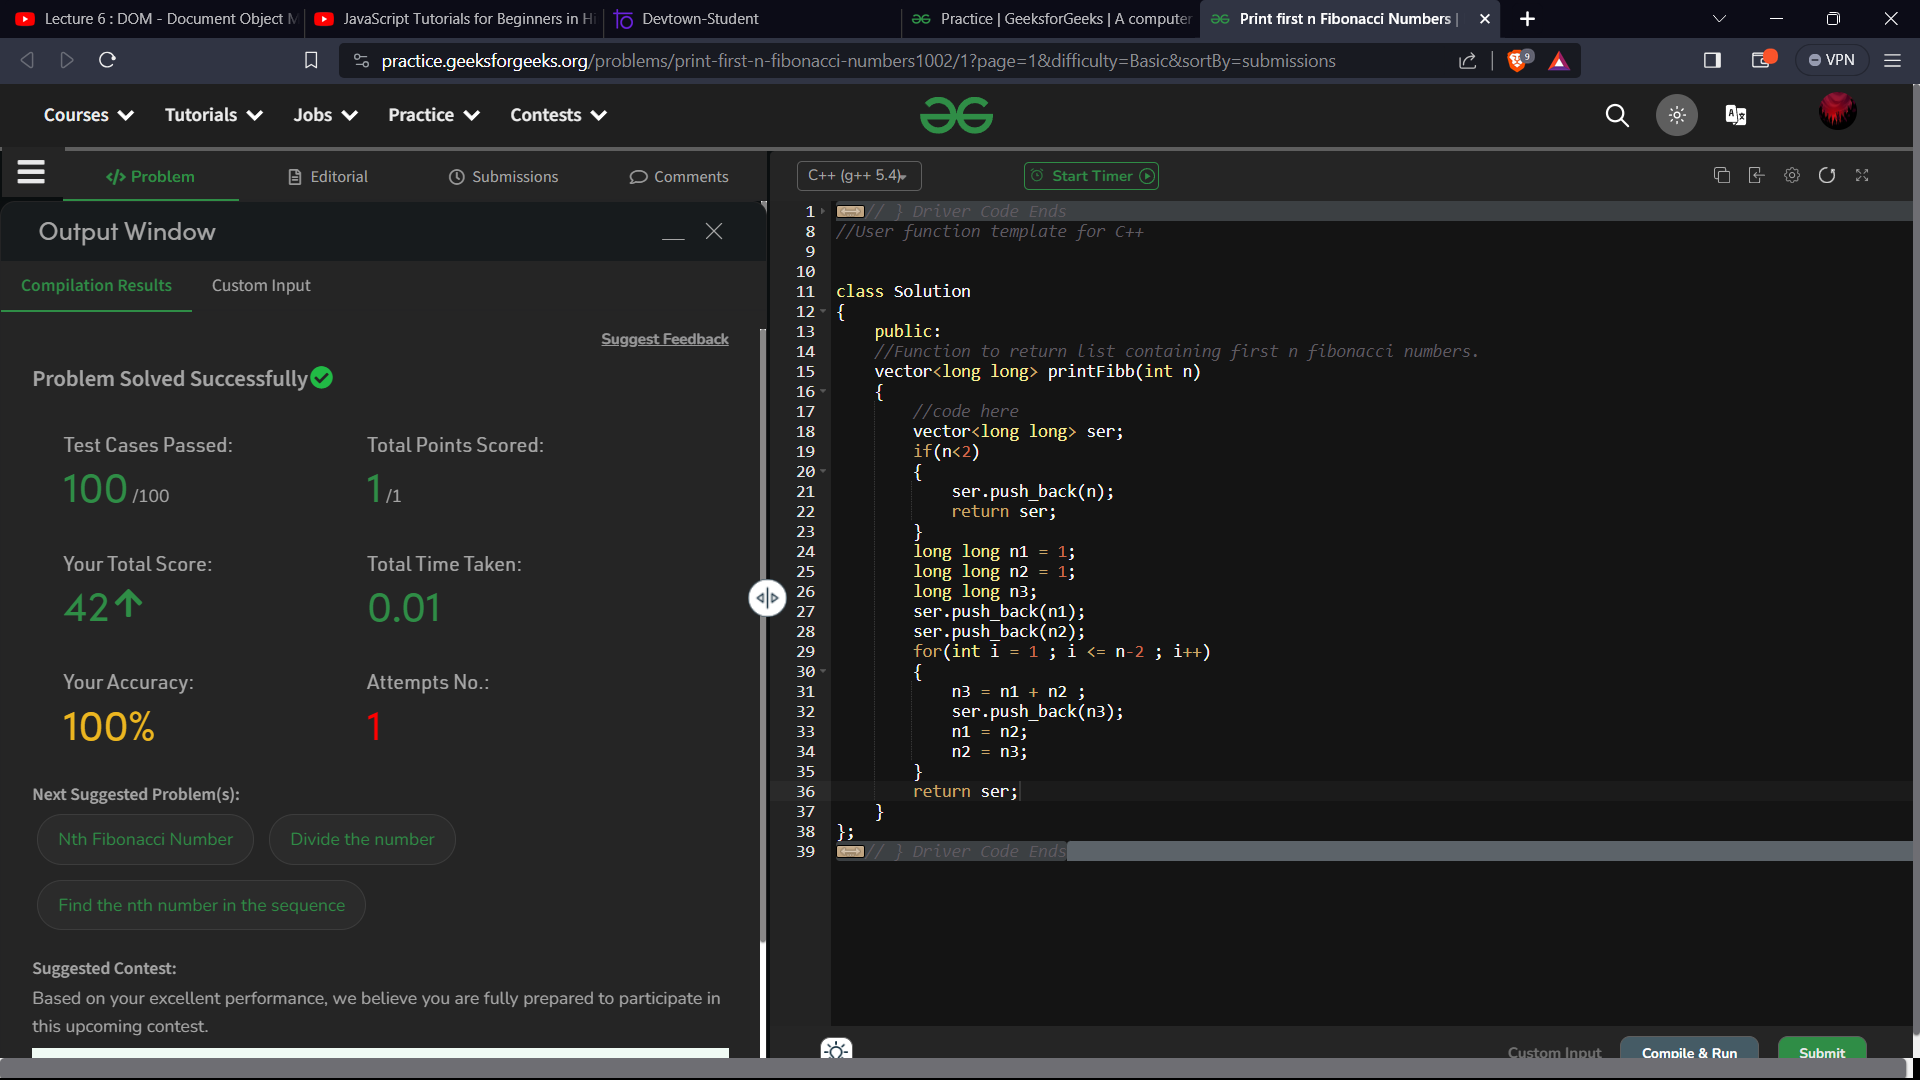 Lecture 6 : DOM - Document Object M
JavaScript Tutorials for Beginners in Hi
Devtown-Student
Practice | GeeksforGeeks | A computer
Print first n Fibonacci Numbers |
practice.geeksforgeeks.org/problems/print-first-n-fibonacci-numbers1002/1?page=1&difficulty=Basic&sortBy=submissions
9
VPN
Courses
Tutorials
Jobs
Practice
Contests
</> Problem
Editorial
Submissions
Comments
C++ (g++ 5.4)
Start Timer
Output Window
Compilation Results
Custom Input
Suggest Feedback
Problem Solved Successfully
Test Cases Passed:
100 /100
Total Points Scored:
1 /1
Your Total Score:
42
Total Time Taken:
0.01
Your Accuracy:
100%
Attempts No.:
1
Next Suggested Problem(s):
Nth Fibonacci Number
Divide the number
Find the nth number in the sequence
Suggested Contest:
Based on your excellent performance, we believe you are fully prepared to participate in
this upcoming contest.
1 // } Driver Code Ends
8 //User function template for C++
9
10
11 class Solution
12 {
13 public:
14 //Function to return list containing first n fibonacci numbers.
15 vector<long long> printFibb(int n)
16 {
17 //code here
18 vector<long long> ser;
19 if(n<2)
20 {
21 ser.push_back(n);
22 return ser;
23 }
24 long long n1 = 1;
25 long long n2 = 1;
26 long long n3;
27 ser.push_back(n1);
28 ser.push_back(n2);
29 for(int i = 1 ; i <= n-2 ; i++)
30 {
31 n3 = n1 + n2 ;
32 ser.push_back(n3);
33 n1 = n2;
34 n2 = n3;
35 }
36 return ser;
37 }
38 };
39 // } Driver Code Ends
Custom Input
Compile & Run
Submit